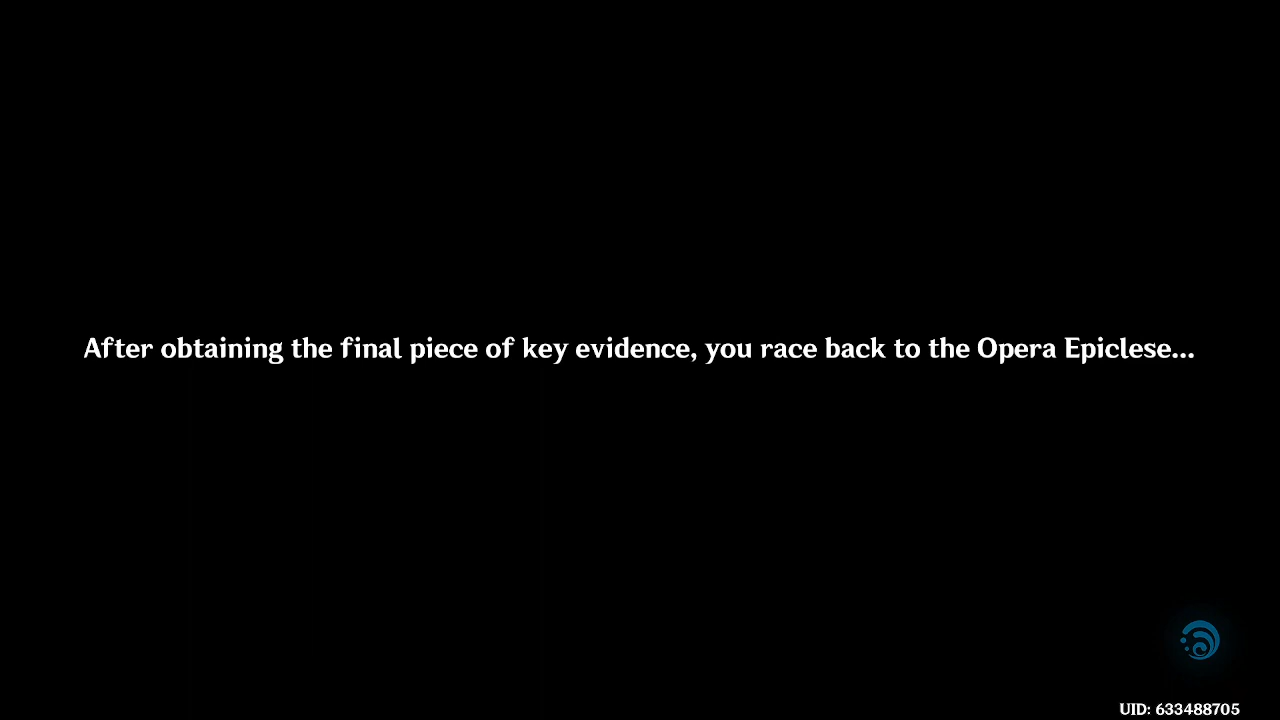 After obtaining the final piece of key evidence, you race back to the Opera Epiclese...
UID: 633488705